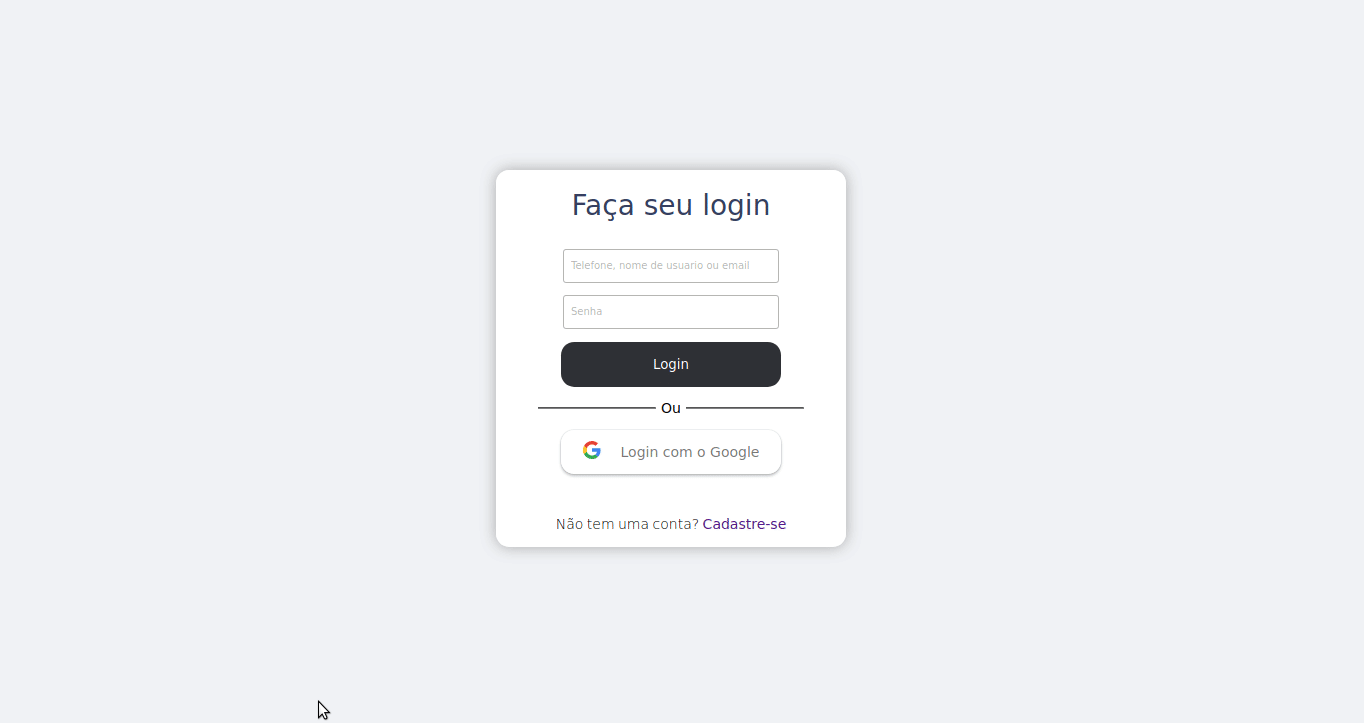 Faça seu login
Telefone, nome de usuario ou email
Senha
Login
Ou
Login com o Google
Não tem uma conta? Cadastre-se